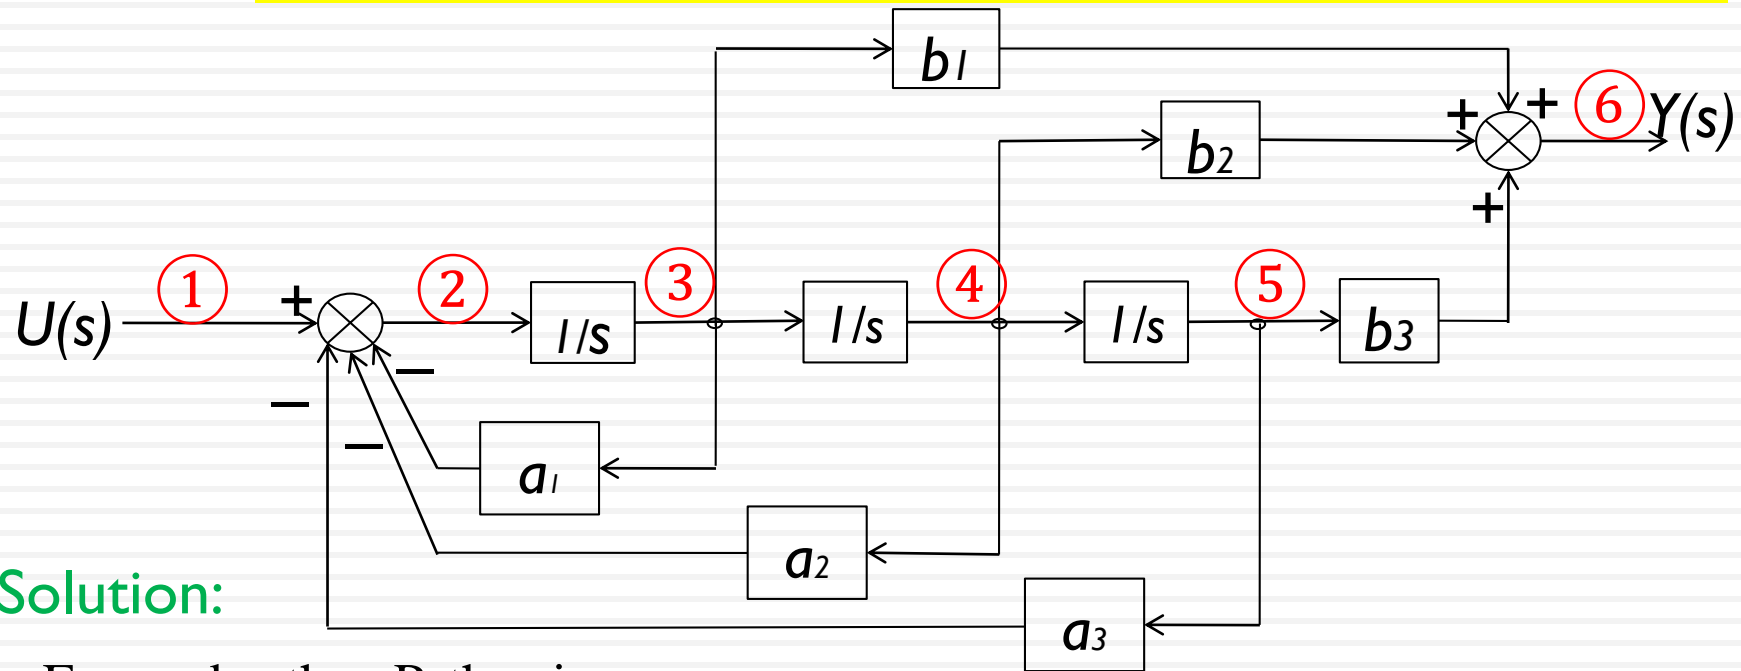 b1
b2
+ + + 6 Y(s)
U(s) 1 + 2 1/s 3 1/s 4 1/s 5 b3
− − −
a1
a2
a3
Solution: